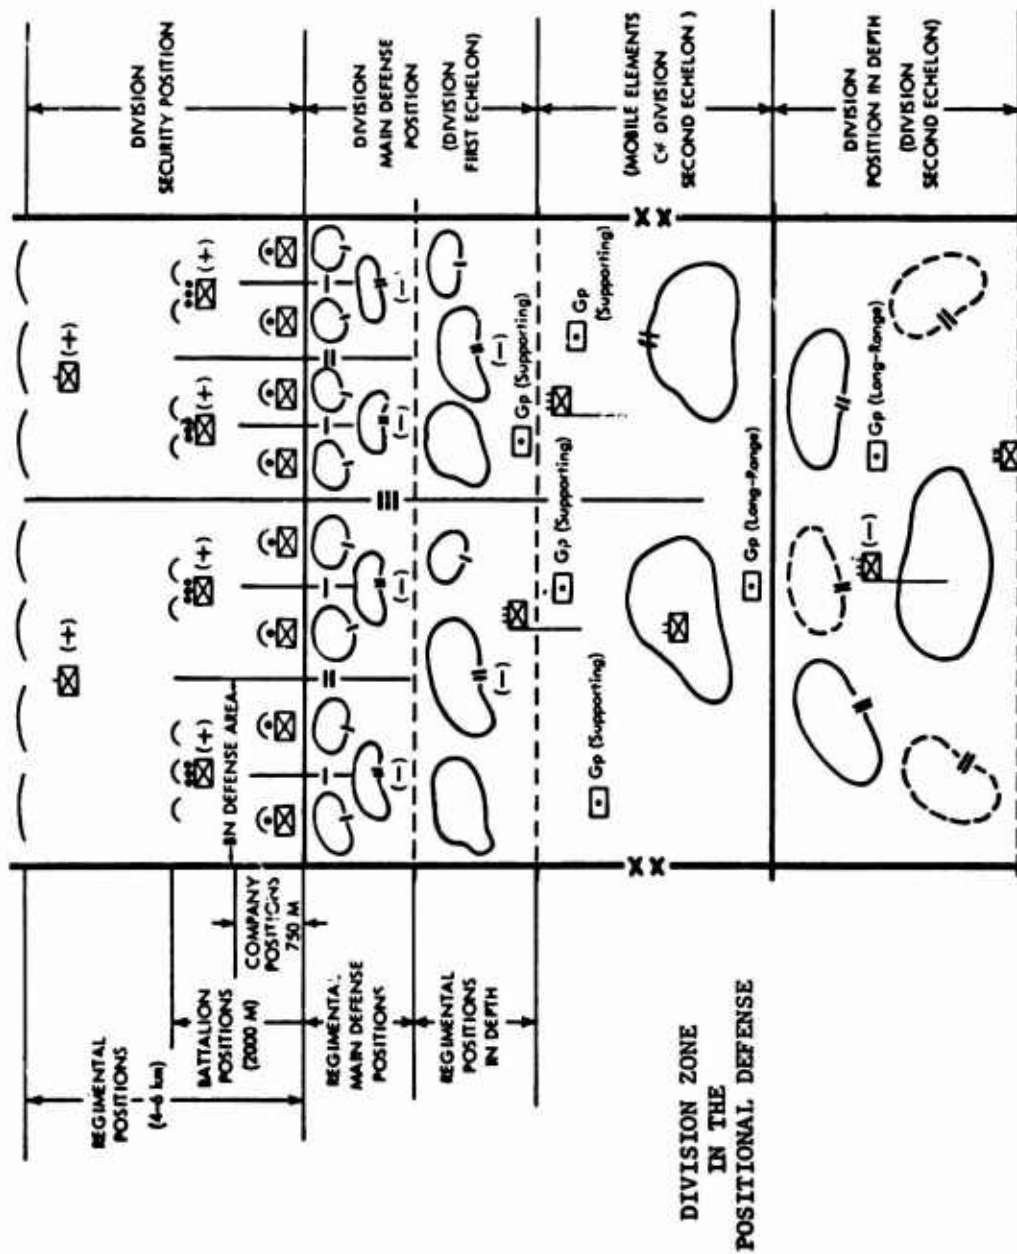 DIVISION
SECURITY POSITION
DIVISION
MAIN DEFENSE
POSITION
(DIVISION
FIRST ECHELON)
(MOBILE ELEMENTS
OF DIVISION
SECOND ECHELON)
DIVISION
POSITION IN DEPTH
(DIVISION
SECOND ECHELON)
(+)
(+)
(+)
(+)
(+)
(+)
BN DEFENSE AREA
(-)
(-)
(-)
(-)
(-)
(-)
Gp (Supporting)
Gp
(Supporting)
Gp (Supporting)
Gp (Supporting)
XX
XX
Gp (Long-Range)
Gp (Long-Range)
(-)
REGIMENTAL
POSITIONS
(4-6 km)
BATTALION
POSITIONS
(2000 M)
COMPANY
POSITIONS
750 M
REGIMENTAL
MAIN DEFENSE
POSITIONS
REGIMENTAL
POSITIONS
IN DEPTH
DIVISION ZONE
IN THE
POSITIONAL DEFENSE